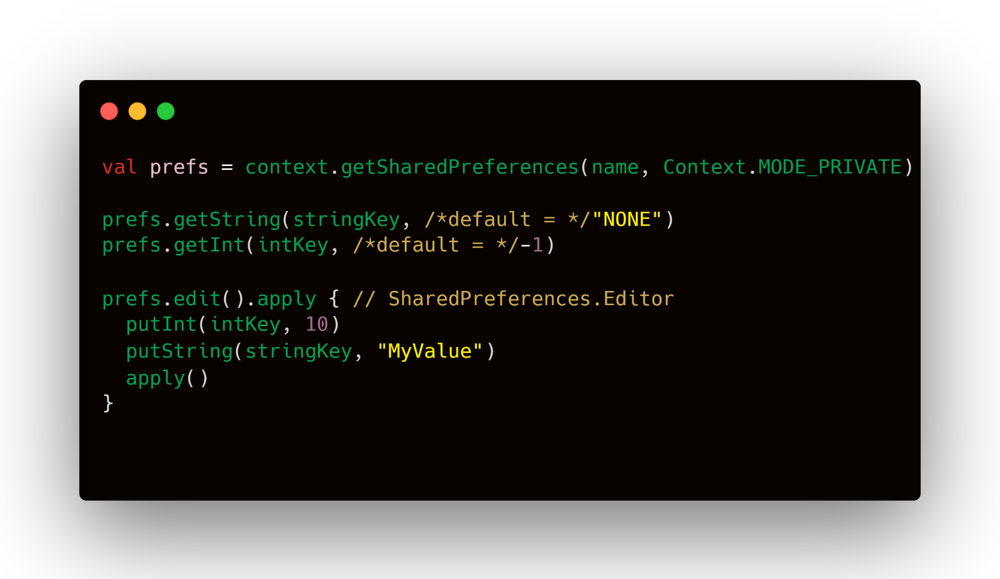 val prefs = context.getSharedPreferences(name, Context.MODE_PRIVATE)
prefs.getString(stringKey, /*default = */"NONE")
prefs.getInt(intKey, /*default = */-1)
prefs.edit().apply { // SharedPreferences.Editor
  putInt(intKey, 10)
  putString(stringKey, "MyValue")
  apply()
}